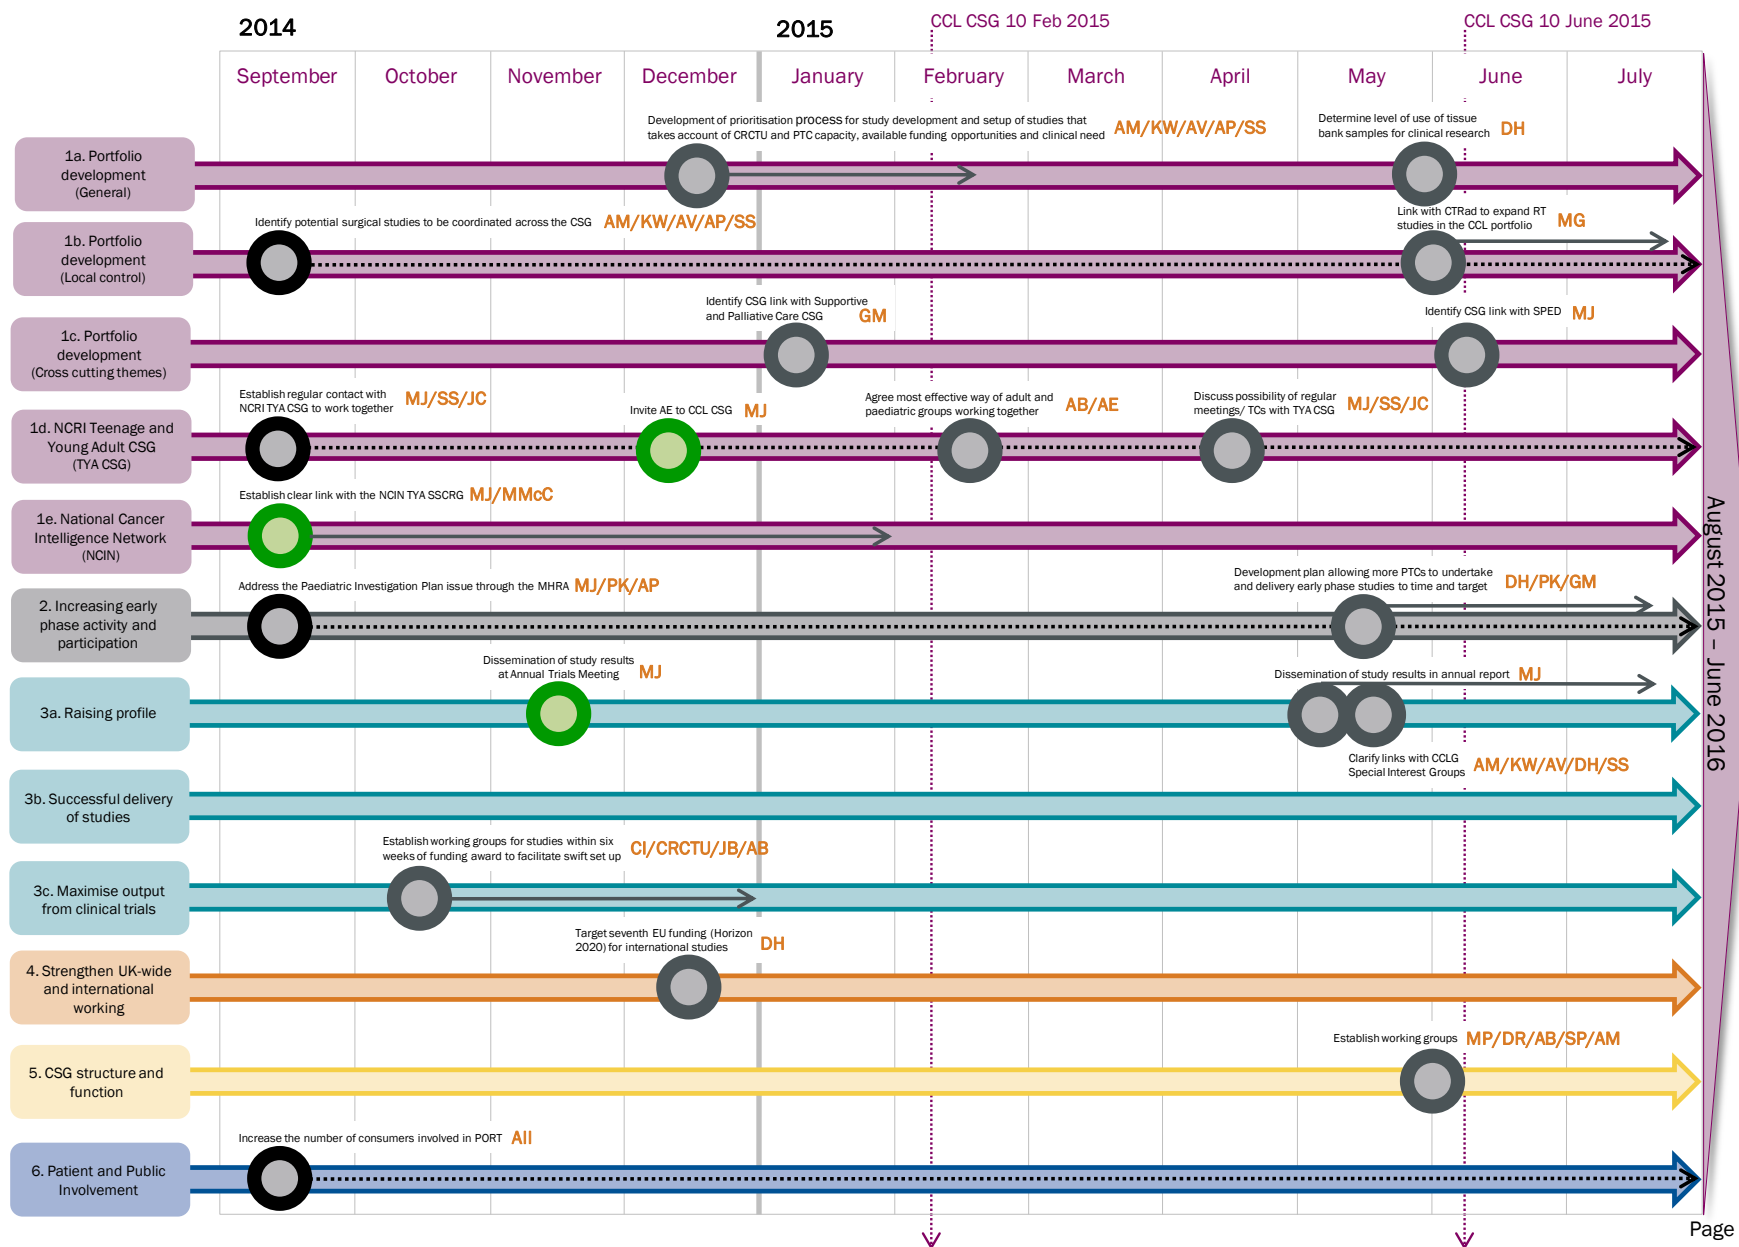 2014
2015
CCL CSG 10 Feb 2015
CCL CSG 10 June 2015
September
October
November
December
January
February
March
April
May
June
July
Development of prioritisation process for study development and setup of studies that
takes account of CRCTU and PTC capacity, available funding opportunities and clinical need
AM/KW/AV/AP/SS
Determine level of use of tissue
bank samples for clinical research
DH
1a. Portfolio
development
(General)
Identify potential surgical studies to be coordinated across the CSG
AM/KW/AV/AP/SS
Link with CTRad to expand RT
studies in the CCL portfolio
MG
1b. Portfolio
development
(Local control)
Identify CSG link with Supportive
and Palliative Care CSG
GM
Identify CSG link with SPED
MJ
1c. Portfolio
development
(Cross cutting themes)
Establish regular contact with
NCRI TYA CSG to work together
MJ/SS/JC
Invite AE to CCL CSG
MJ
Agree most effective way of adult and
paediatric groups working together
AB/AE
Discuss possibility of regular
meetings/ TCs with TYA CSG
MJ/SS/JC
1d. NCRI Teenage and
Young Adult CSG
(TYA CSG)
Establish clear link with the NCIN TYA SSCRG
MJ/MMcC
1e. National Cancer
Intelligence Network
(NCIN)
Address the Paediatric Investigation Plan issue through the MHRA
MJ/PK/AP
Development plan allowing more PTCs to undertake
and delivery early phase studies to time and target
DH/PK/GM
2. Increasing early
phase activity and
participation
Dissemination of study results
at Annual Trials Meeting
MJ
Dissemination of study results in annual report
MJ
3a. Raising profile
Clarify links with CCLG
Special Interest Groups
AM/KW/AV/DH/SS
3b. Successful delivery
of studies
Establish working groups for studies within six
weeks of funding award to facilitate swift set up
CI/CRCTU/JB/AB
3c. Maximise output
from clinical trials
Target seventh EU funding (Horizon
2020) for international studies
DH
4. Strengthen UK-wide
and international
working
Establish working groups
MP/DR/AB/SP/AM
5. CSG structure and
function
Increase the number of consumers involved in PORT
All
6. Patient and Public
Involvement
August 2015 – June 2016
Page